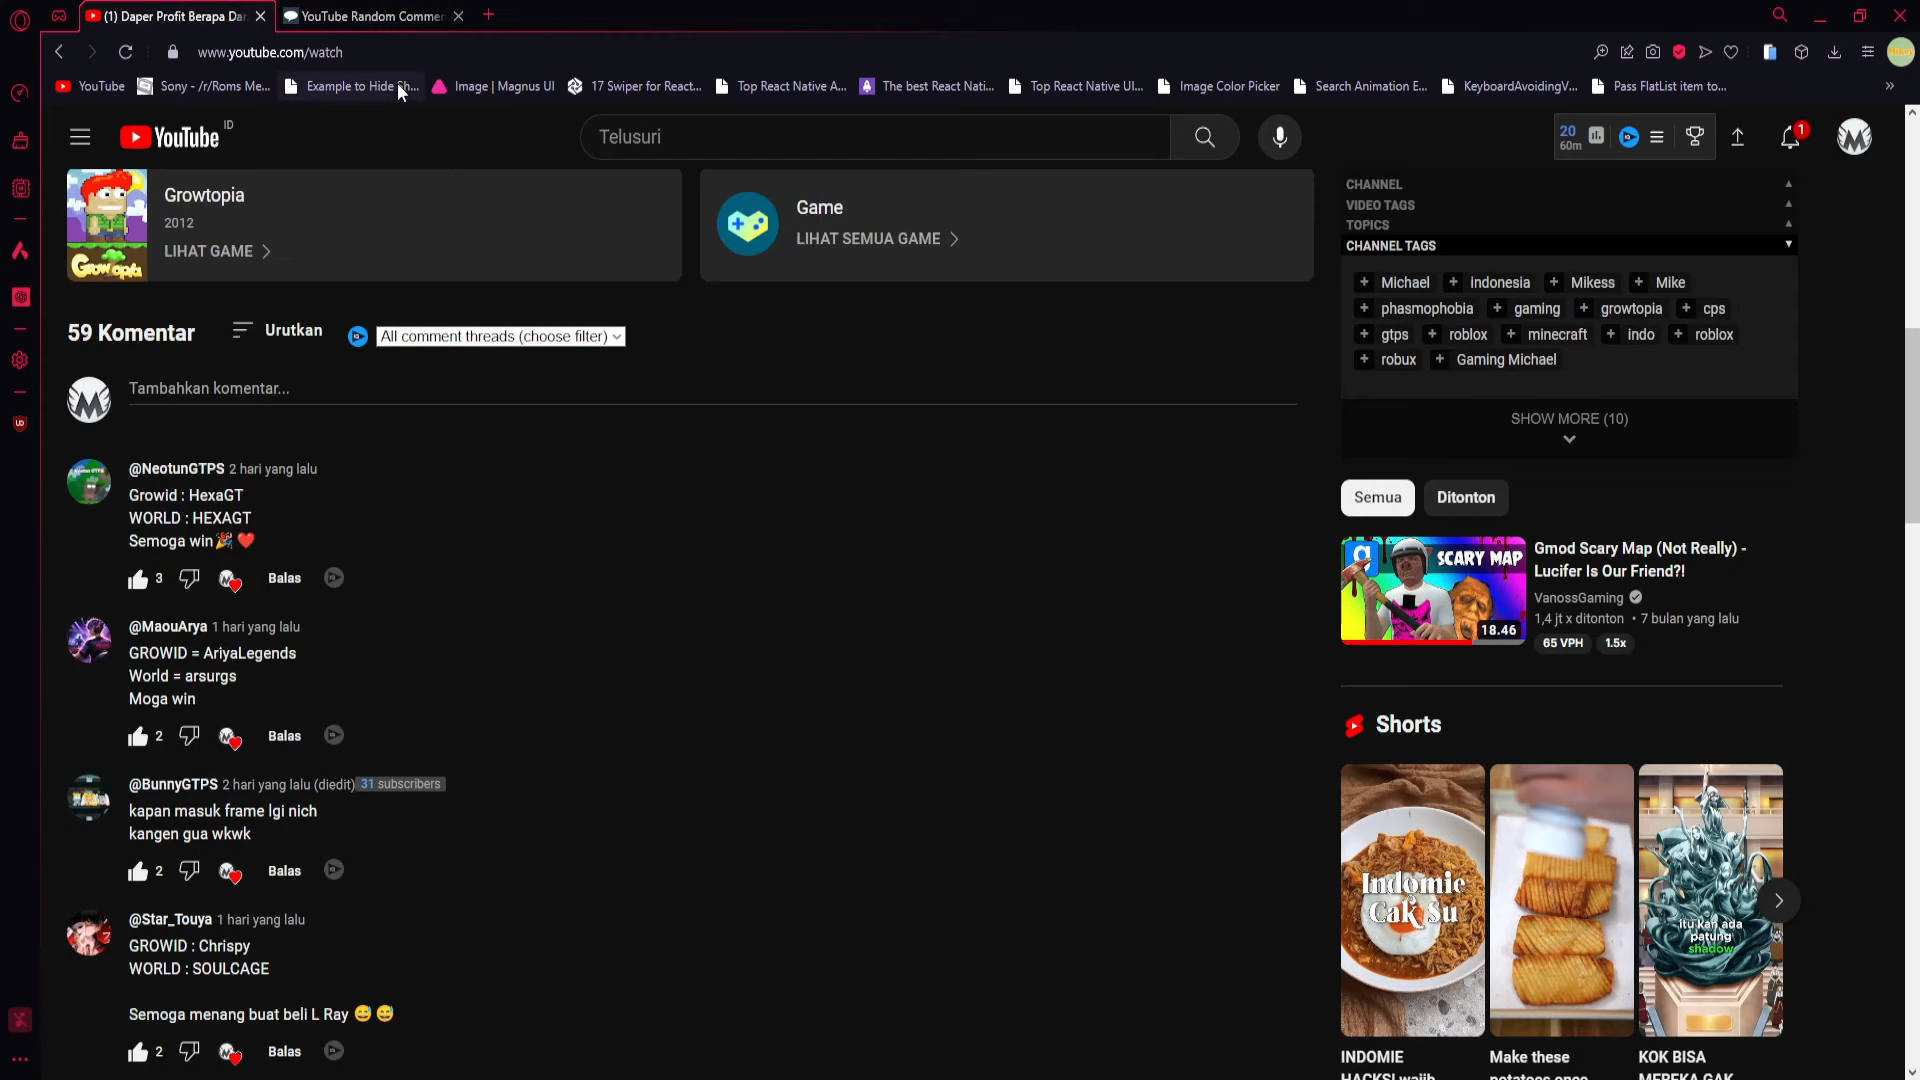 (1) Daper Profit Berapa Dar
YouTube Random Commen
www.youtube.com/watch
YouTube
Sony - /r/Roms Me...
Example to Hide Sh...
Image | Magnus UI
17 Swiper for React...
Top React Native A...
The best React Nati...
Top React Native UI...
Image Color Picker
Search Animation E...
KeyboardAvoidingV...
Pass FlatList item to...
YouTube ID
Telusuri
20
60m
1
Growtopia
2012
LIHAT GAME
Growtopia
Game
LIHAT SEMUA GAME
CHANNEL
VIDEO TAGS
TOPICS
CHANNEL TAGS
+ Michael + indonesia + Mikess + Mike
+ phasmophobia + gaming + growtopia + cps
+ gtps + roblox + minecraft + indo + roblox
+ robux + Gaming Michael
SHOW MORE (10)
59 Komentar
Urutkan
All comment threads (choose filter)
Tambahkan komentar...
@NeotunGTPS 2 hari yang lalu
Growid : HexaGT
WORLD : HEXAGT
Semoga win🎉 ❤️
3 Balas
@MaouArya 1 hari yang lalu
GROWID = AriyaLegends
World = arsurgs
Moga win
2 Balas
@BunnyGTPS 2 hari yang lalu (diedit) 31 subscribers
kapan masuk frame lgi nich
kangen gua wkwk
2 Balas
@Star_Touya 1 hari yang lalu
GROWID : Chrispy
WORLD : SOULCAGE
Semoga menang buat beli L Ray 😅 😅
2 Balas
Semua
Ditonton
SCARY MAP
18.46
Gmod Scary Map (Not Really) -
Lucifer Is Our Friend?!
VanossGaming
1,4 jt x ditonton • 7 bulan yang lalu
65 VPH 1.5x
Shorts
Indomie
Cak Su
itu kan ada
patung
shadow
INDOMIE
HACKS! wajib
Make these
potatoes once
KOK BISA
MEREKA GAK